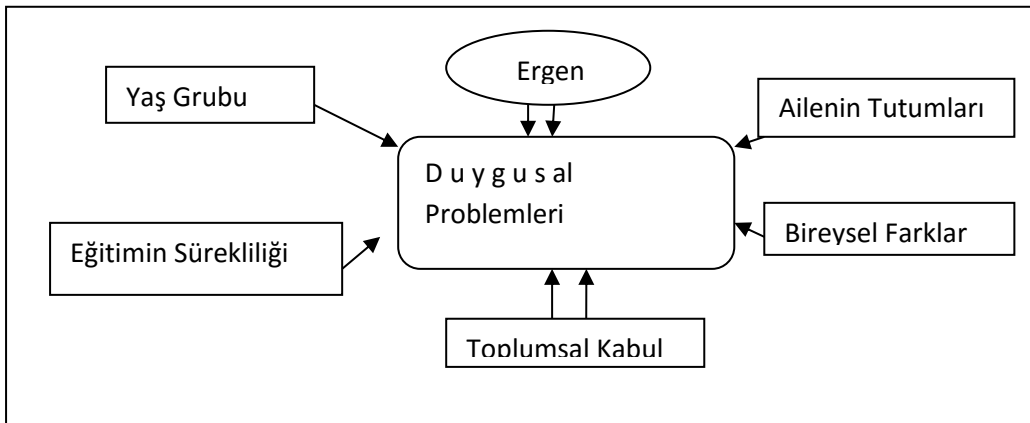 Ergen
Yaş Grubu
Ailenin Tutumları
D u y g u s al
Problemleri
Eğitimin Sürekliliği
Bireysel Farklar
Toplumsal Kabul